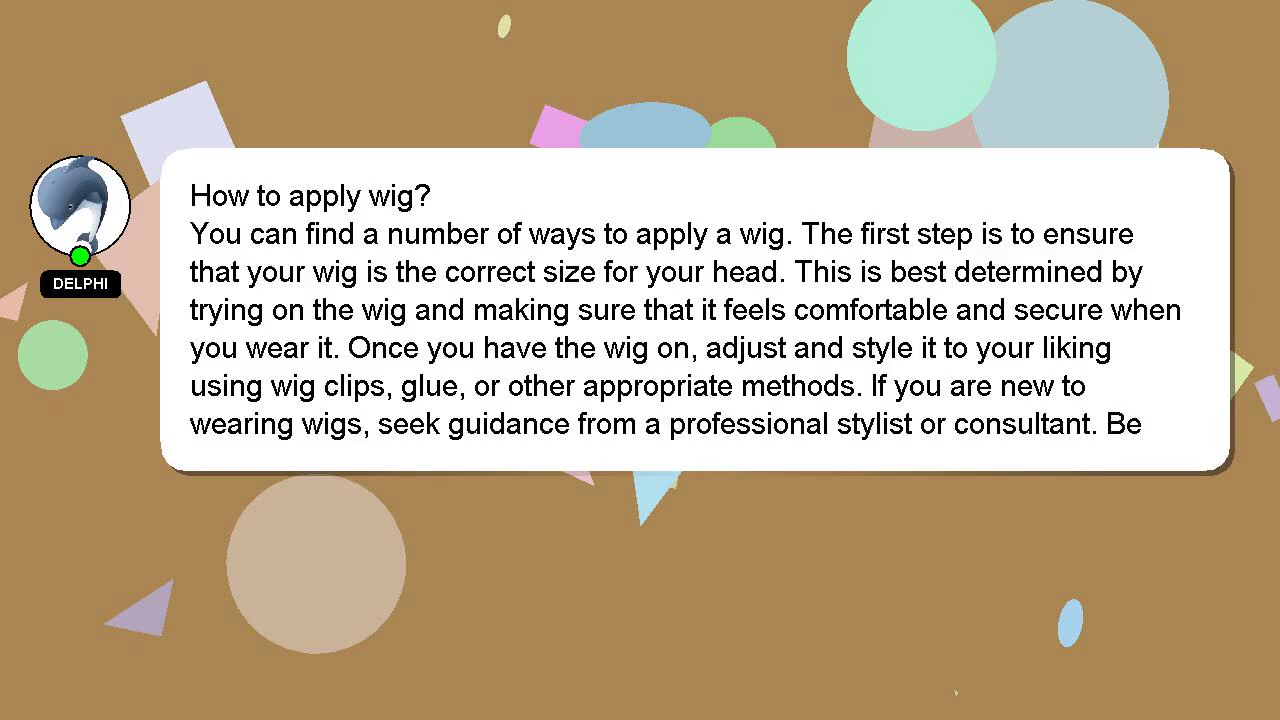 How to apply wig?
You can find a number of ways to apply a wig. The first step is to ensure
that your wig is the correct size for your head. This is best determined by
trying on the wig and making sure that it feels comfortable and secure when
you wear it. Once you have the wig on, adjust and style it to your liking
using wig clips, glue, or other appropriate methods. If you are new to
wearing wigs, seek guidance from a professional stylist or consultant. Be
DELPHI